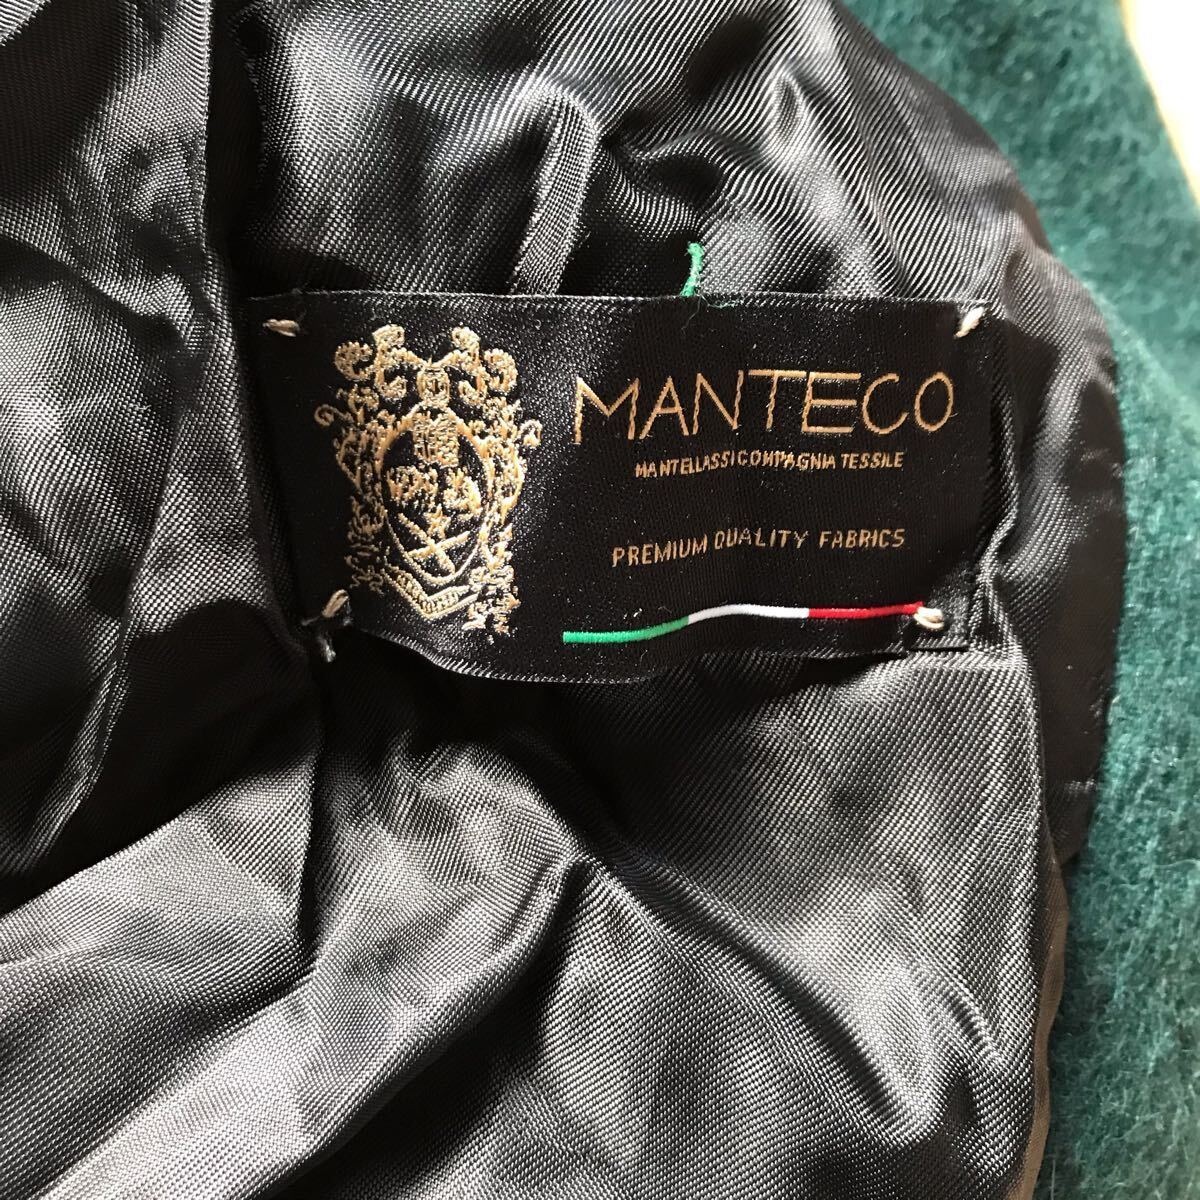 MANTECO
MANTELLASSI COMPAGNIA TESSILE
PREMIUM QUALITY FABRICS